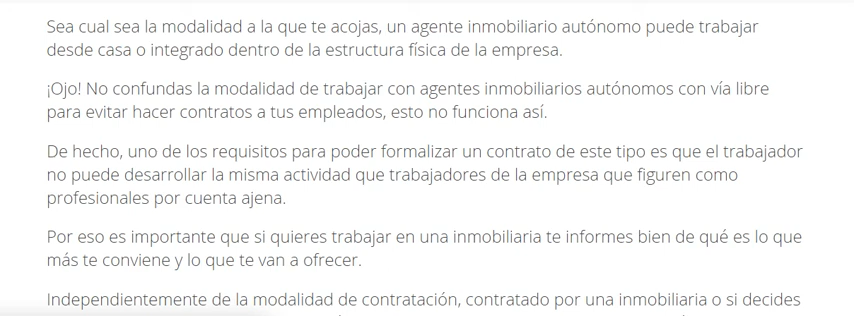 Sea cual sea la modalidad a la que te acojas, un agente inmobiliario autónomo puede trabajar
desde casa o integrado dentro de la estructura física de la empresa.
¡Ojo! No confundas la modalidad de trabajar con agentes inmobiliarios autónomos con vía libre
para evitar hacer contratos a tus empleados, esto no funciona así.
De hecho, uno de los requisitos para poder formalizar un contrato de este tipo es que el trabajador
no puede desarrollar la misma actividad que trabajadores de la empresa que figuren como
profesionales por cuenta ajena.
Por eso es importante que si quieres trabajar en una inmobiliaria te informes bien de qué es lo que
más te conviene y lo que te van a ofrecer.
Independientemente de la modalidad de contratación, contratado por una inmobiliaria o si decides